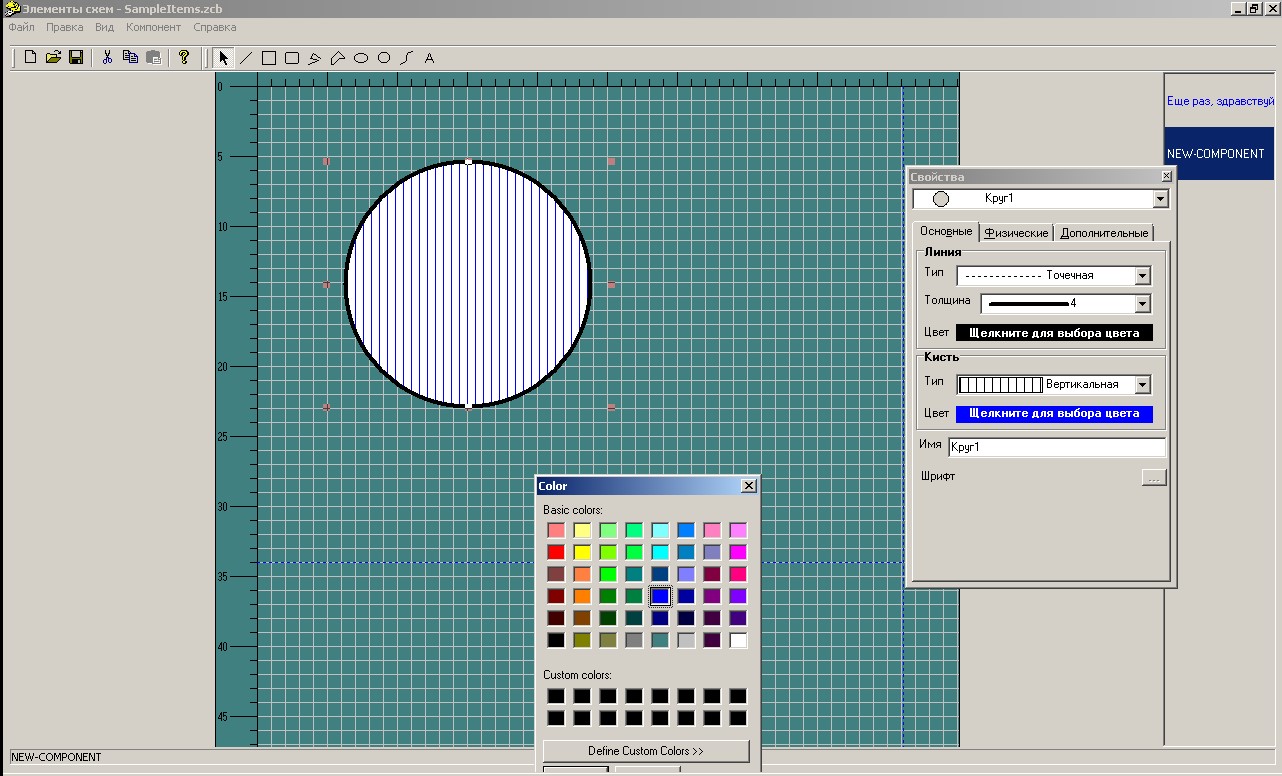 Элементы схем - SampleItems.zcb
Файл Правка Вид Компонент Справка
A
0
5
10
15
20
25
30
35
40
45
Еще раз, здравствуй
NEW-COMPONENT
Свойства
Круг1
Основные Физические Дополнительные
Линия
Тип Точечная
Толщина 4
Цвет Щелкните для выбора цвета
Кисть
Тип Вертикальная
Цвет Щелкните для выбора цвета
Имя Круг1
Шрифт ...
Color
Basic colors:
Custom colors:
Define Custom Colors >>
NEW-COMPONENT